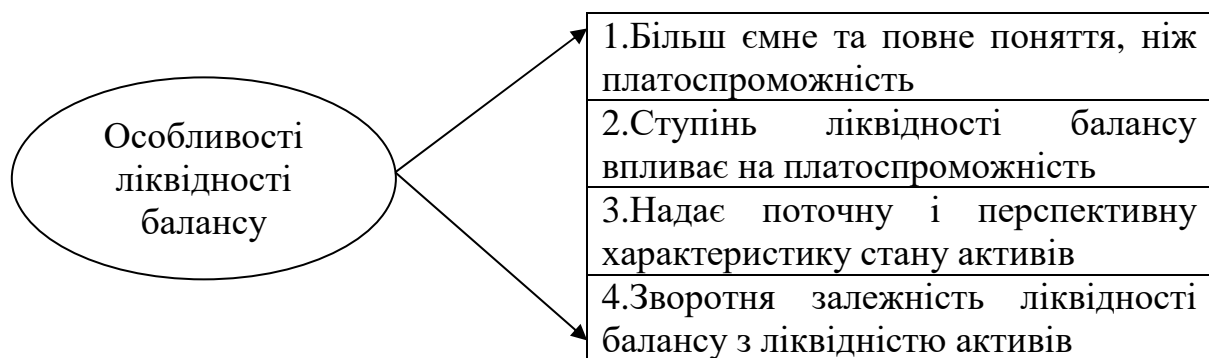 Особливості
ліквідності
балансу
1.Більш ємне та повне поняття, ніж
платоспроможність
2.Ступінь ліквідності балансу
впливає на платоспроможність
3.Надає поточну і перспективну
характеристику стану активів
4.Зворотня залежність ліквідності
балансу з ліквідністю активів